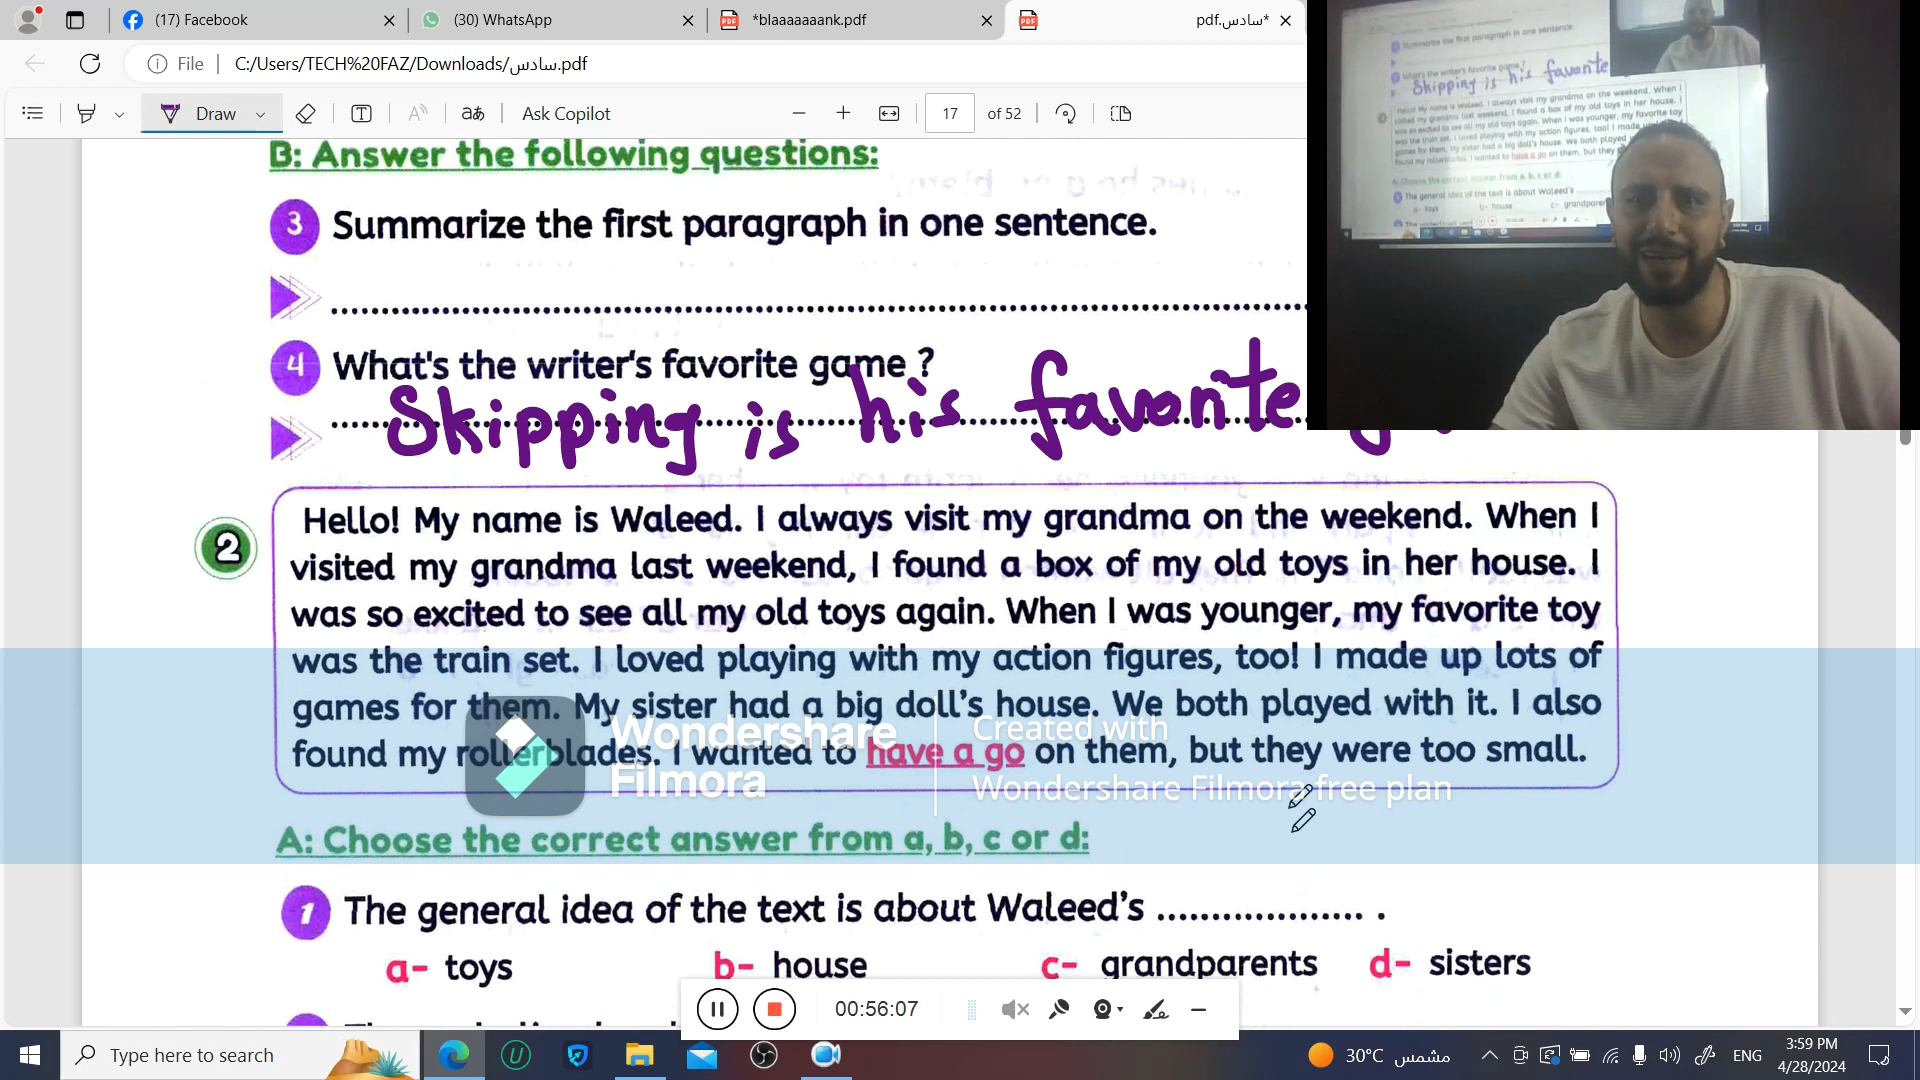 (17) Facebook
(30) WhatsApp
*blaaaaaaank.pdf
*سادس.pdf
File
C:/Users/TECH%20FAZ/Downloads/سادس.pdf
Draw
Ask Copilot
17 of 52
B: Answer the following questions:
3 Summarize the first paragraph in one sentence.
4 What's the writer's favorite game ?
Skipping is his favorite
2
Hello! My name is Waleed. I always visit my grandma on the weekend. When I
visited my grandma last weekend, I found a box of my old toys in her house. I
was so excited to see all my old toys again. When I was younger, my favorite toy
was the train set. I loved playing with my action figures, too! I made up lots of
games for them. My sister had a big doll's house. We both played with it. I also
found my rollerblades. I wanted to have a go on them, but they were too small.
Wondershare
Filmora
Created with
Wondershare Filmora free plan
A: Choose the correct answer from a, b, c or d:
1 The general idea of the text is about Waleed's ................... .
a- toys b- house c- grandparents d- sisters
00:56:07
Type here to search
30°C مشمس
ENG
3:59 PM
4/28/2024